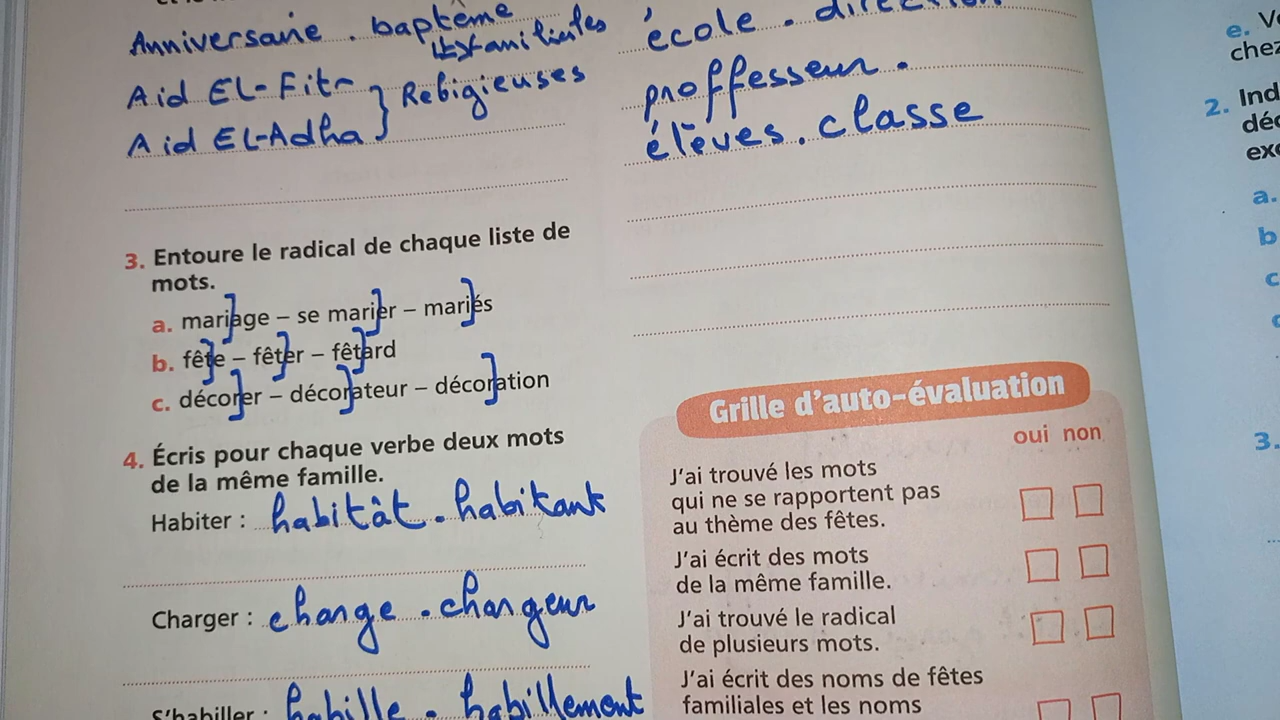 Anniversaire . baptême
familiales
Aid EL-Fitr
Aid EL-Adha } Religieuses
école . direction
proffesseur .
élèves . classe
3. Entoure le radical de chaque liste de
mots.
a. mariage – se marier – mariés
b. fête – fêter – fêtard
c. décorer – décorateur – décoration
4. Écris pour chaque verbe deux mots
de la même famille.
Habiter : habitât . habitant
Charger : charge . chargeur
S'habiller : habille . habillement
Grille d'auto-évaluation
oui non
J'ai trouvé les mots
qui ne se rapportent pas
au thème des fêtes.
J'ai écrit des mots
de la même famille.
J'ai trouvé le radical
de plusieurs mots.
J'ai écrit des noms de fêtes
familiales et les noms
e.
chez
2.
a.
b
c
3.